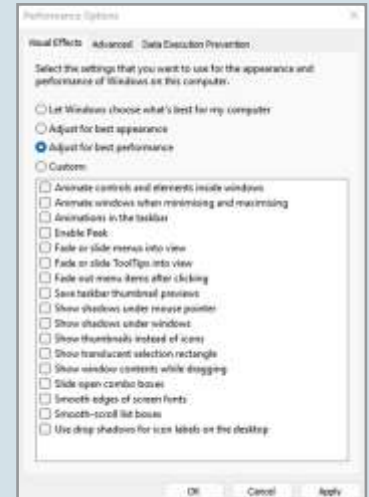 Performance Options
Visual Effects Advanced Data Execution Prevention
Select the settings that you want to use for the appearance and
performance of Windows on this computer.
Let Windows choose what's best for my computer
Adjust for best appearance
Adjust for best performance
Custom:
Animate controls and elements inside windows
Animate windows when minimising and maximising
Animations in the taskbar
Enable Peek
Fade or slide menus into view
Fade or slide ToolTips into view
Fade out menu items after clicking
Save taskbar thumbnail previews
Show shadows under mouse pointer
Show shadows under windows
Show thumbnails instead of icons
Show translucent selection rectangle
Show window contents while dragging
Slide open combo boxes
Smooth edges of screen fonts
Smooth-scroll list boxes
Use drop shadows for icon labels on the desktop
OK Cancel Apply